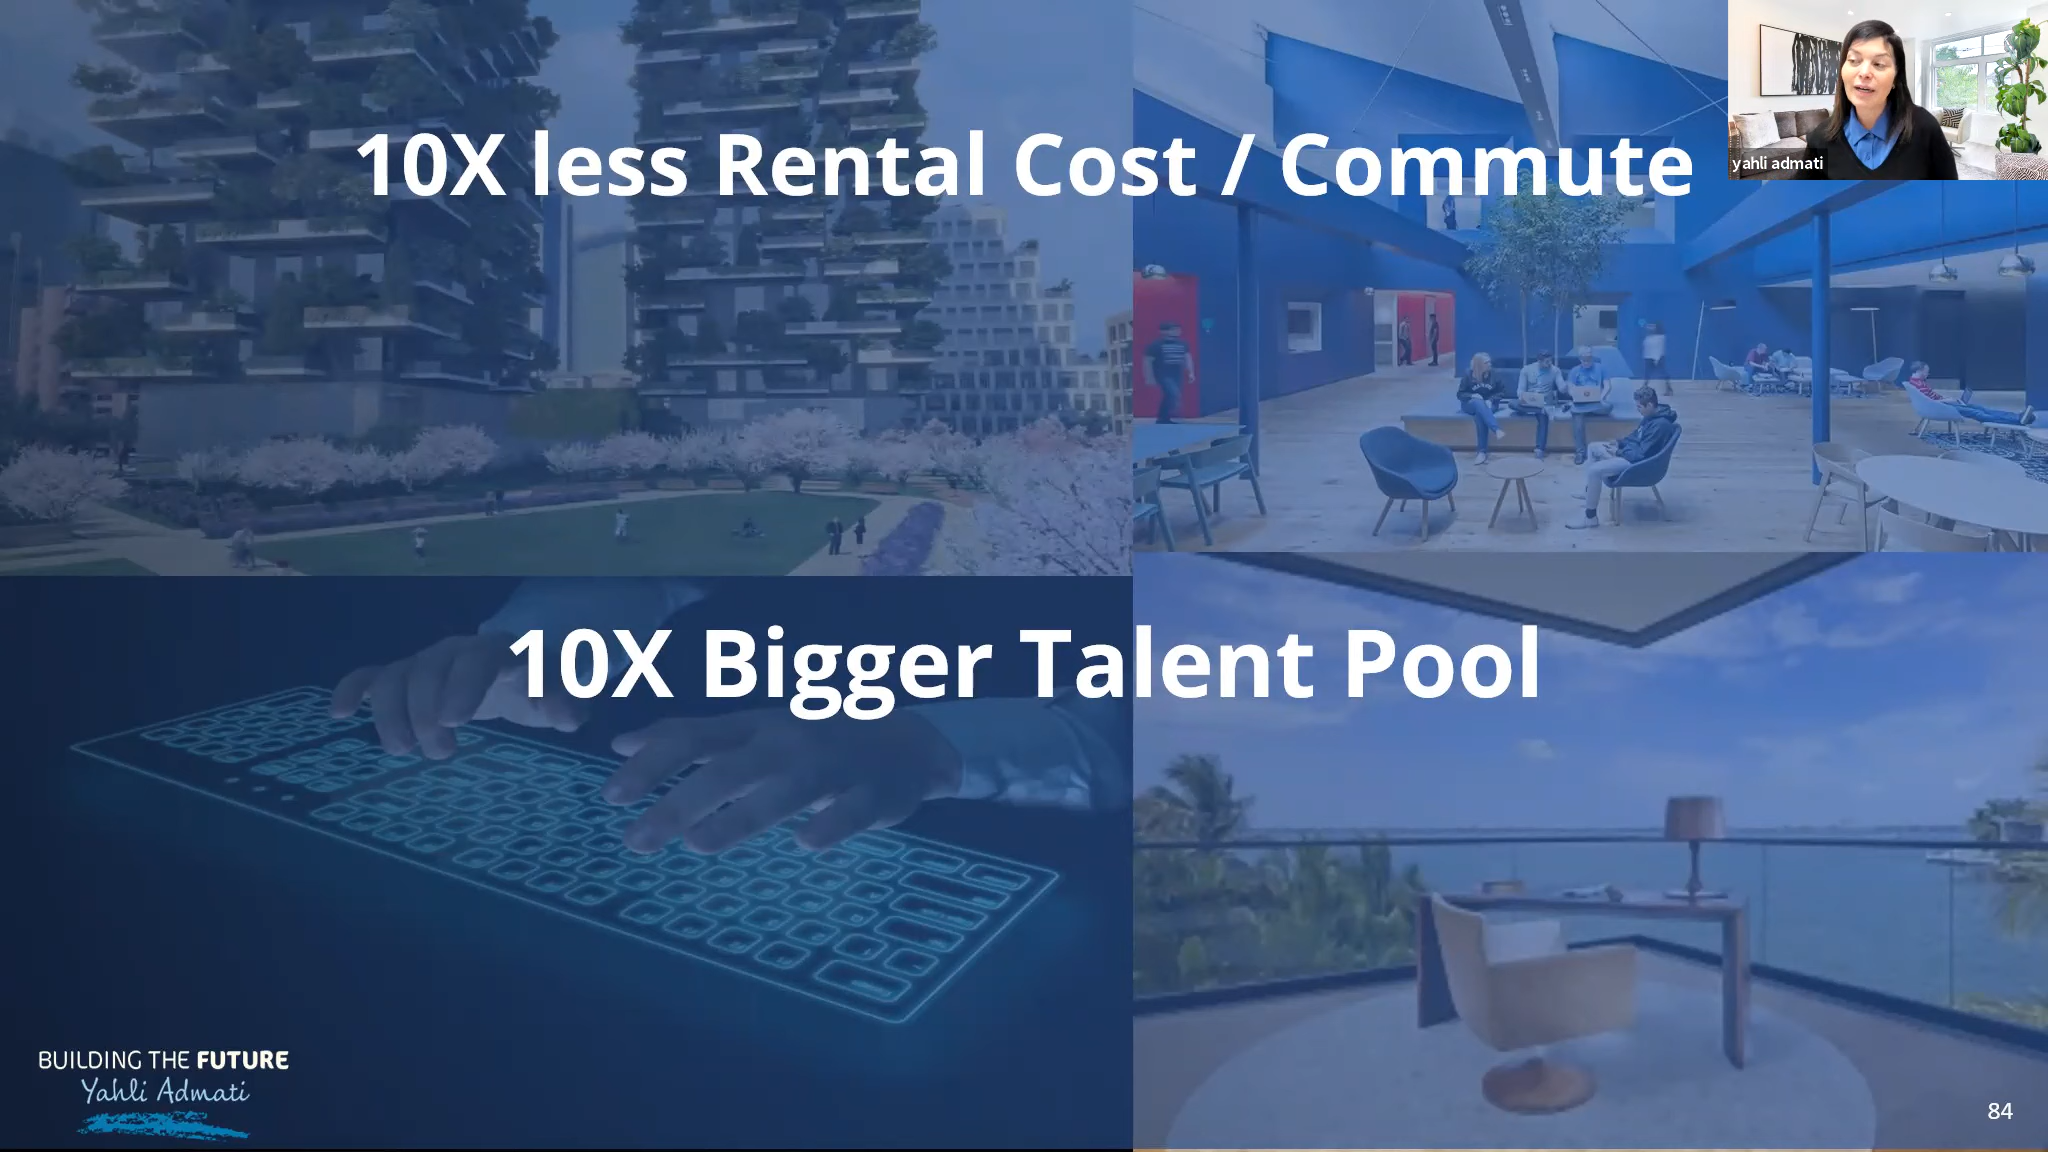 10X less Rental Cost / Commute
yahli admati
10X Bigger Talent Pool
BUILDING THE FUTURE
Yahli Admati
84